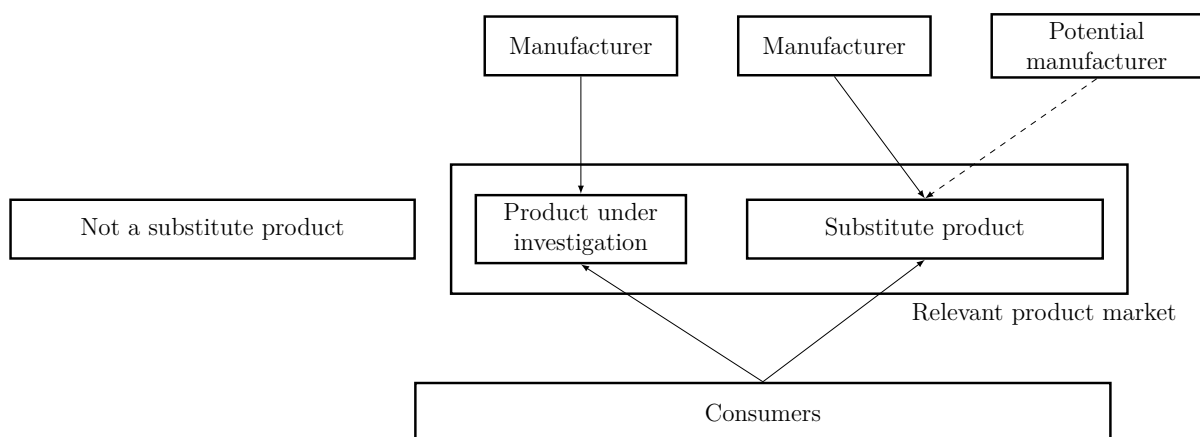 Manufacturer
Manufacturer
Potential
manufacturer
Not a substitute product
Product under
investigation
Substitute product
Relevant product market
Consumers